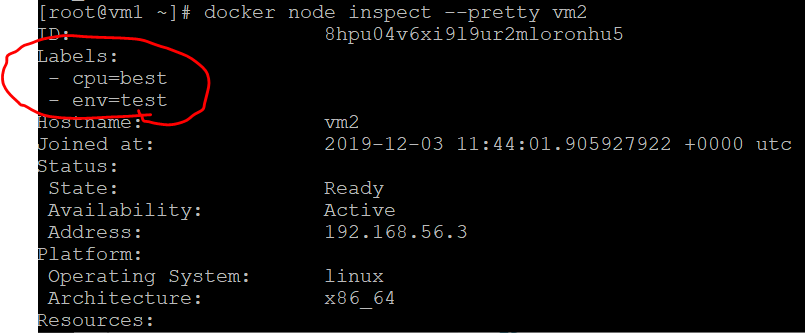 [root@vm1 ~]# docker node inspect --pretty vm2
ID: 8hpu04v6xi9l9ur2mloronhu5
Labels:
- cpu=best
- env=test
Hostname: vm2
Joined at: 2019-12-03 11:44:01.905927922 +0000 utc
Status:
State: Ready
Availability: Active
Address: 192.168.56.3
Platform:
Operating System: linux
Architecture: x86_64
Resources: